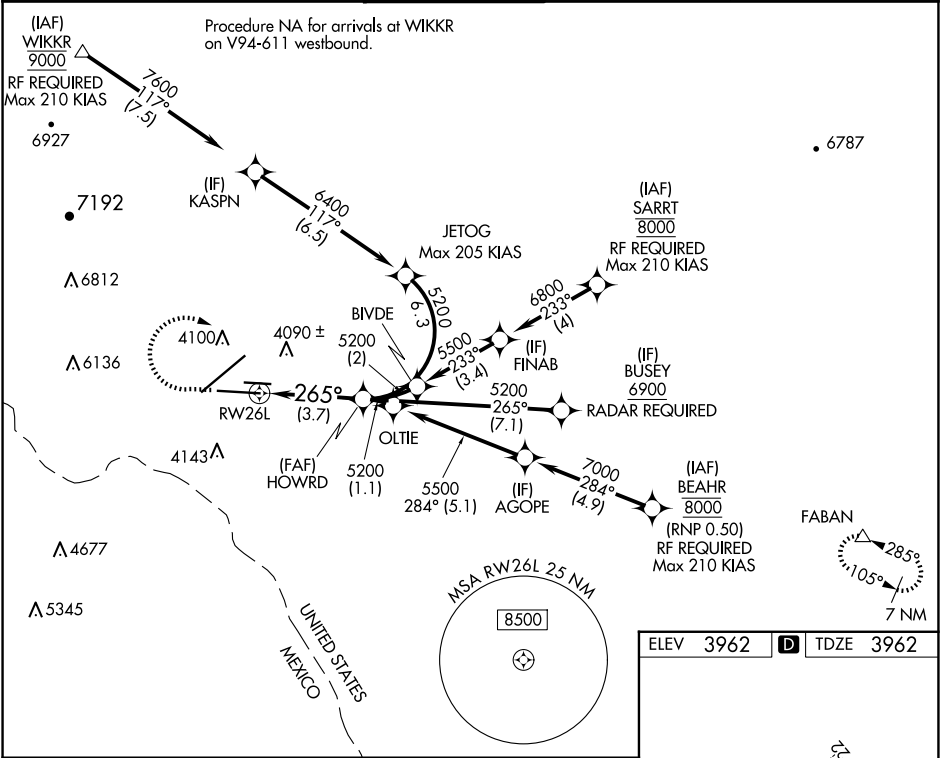 (IAF)
WIKKR
9000
RF REQUIRED
Max 210 KIAS
Procedure NA for arrivals at WIKKR
on V94-611 westbound.
7600
117°
(7.5)
6927
6787
(IF)
KASPN
7192
6400
117°
(6.5)
(IAF)
SARRT
8000
RF REQUIRED
Max 210 KIAS
JETOG
Max 205 KIAS
6812
5200
6.3
6800
233°
(4)
BIVDE
4100
4090 ±
5200
(2)
5500
233°
(3.4)
(IF)
FINAB
6136
(IF)
BUSEY
6900
RADAR REQUIRED
RW26L
265°
(3.7)
5200
265°
(7.1)
OLTIE
4143
(FAF)
HOWRD
5200
(1.1)
5500
284° (5.1)
(IF)
AGOPE
7000
284°
(4.9)
(IAF)
BEAHR
8000
(RNP 0.50)
RF REQUIRED
Max 210 KIAS
FABAN
285°
105°
7 NM
4677
5345
UNITED STATES
MEXICO
MSA RW26L 25 NM
8500
ELEV 3962 D TDZE 3962
22